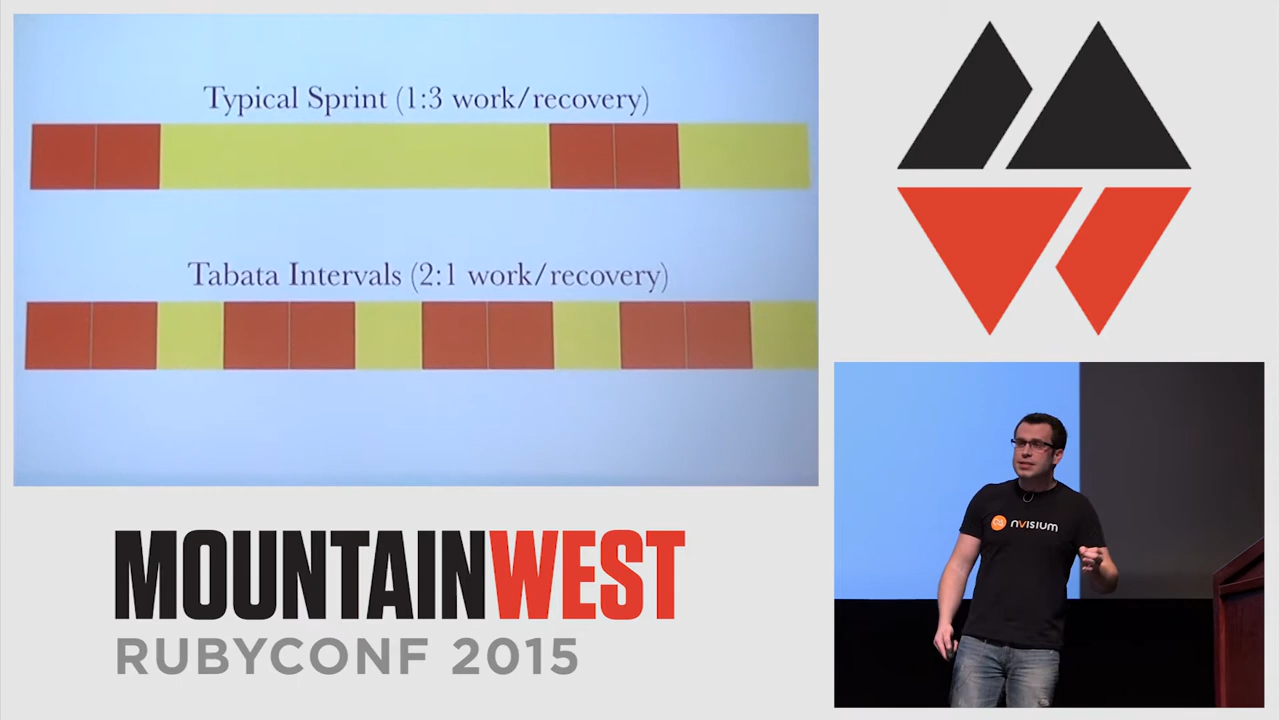 Typical Sprint (1:3 work/recovery)
Tabata Intervals (2:1 work/recovery)
MOUNTAINWEST
RUBYCONF 2015
nVISIUM